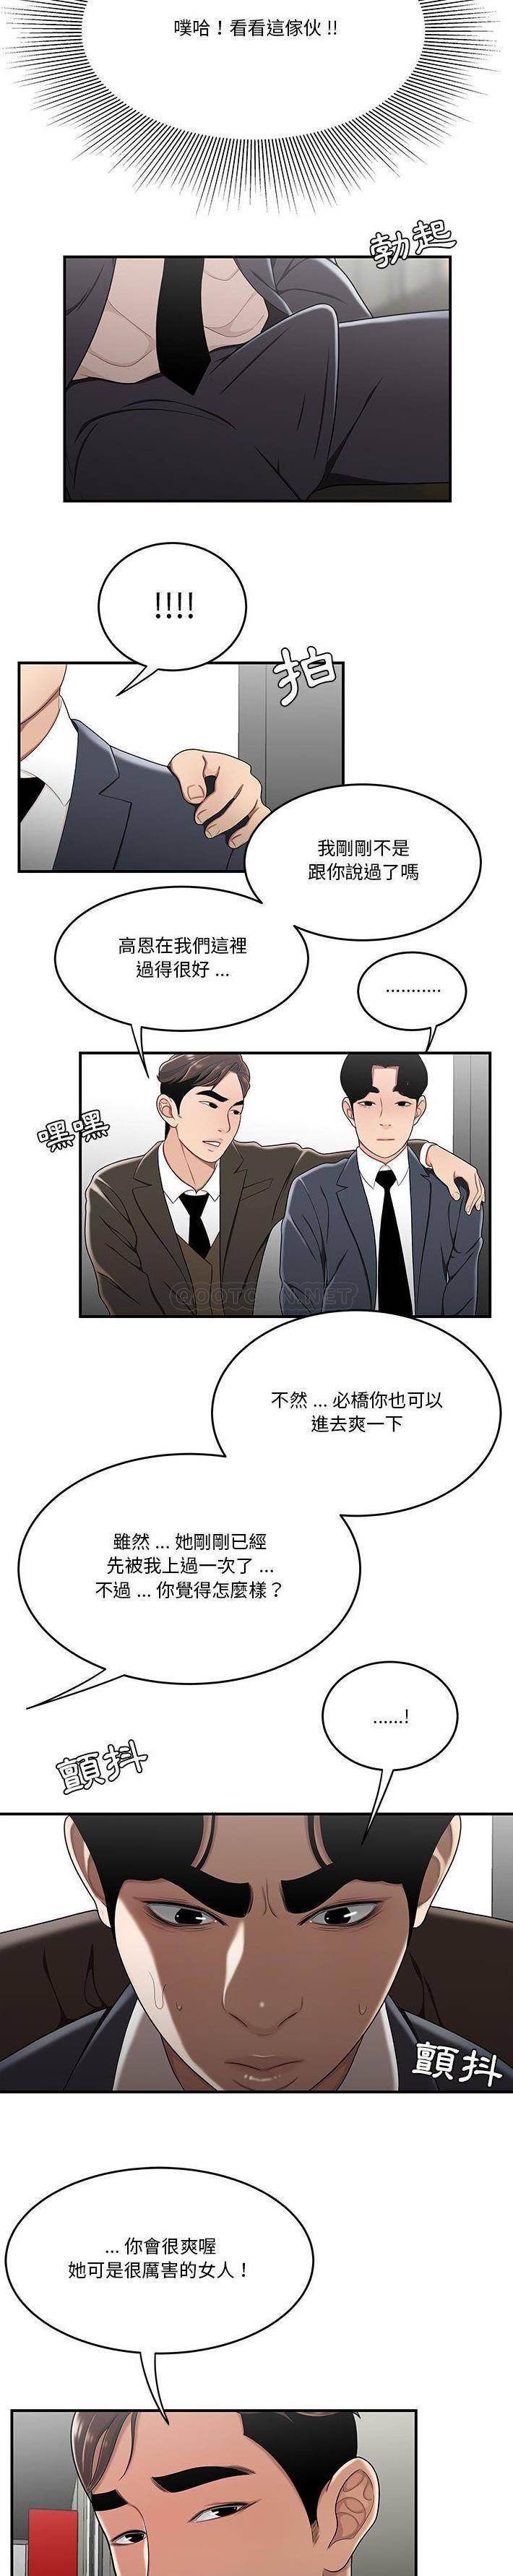 噗哈！看看這傢伙!!
勃起
!!!!
拍
我剛剛不是
跟你說過了嗎
高恩在我們這裡
過得很好...
...........
嘿嘿
QOOTOON.NET
不然...必橋你也可以
進去爽一下
雖然...她剛剛已經
先被我上過一次了...
不過...你覺得怎麼樣？
......!
顫抖
顫抖
...你會很爽喔
她可是很厲害的女人！